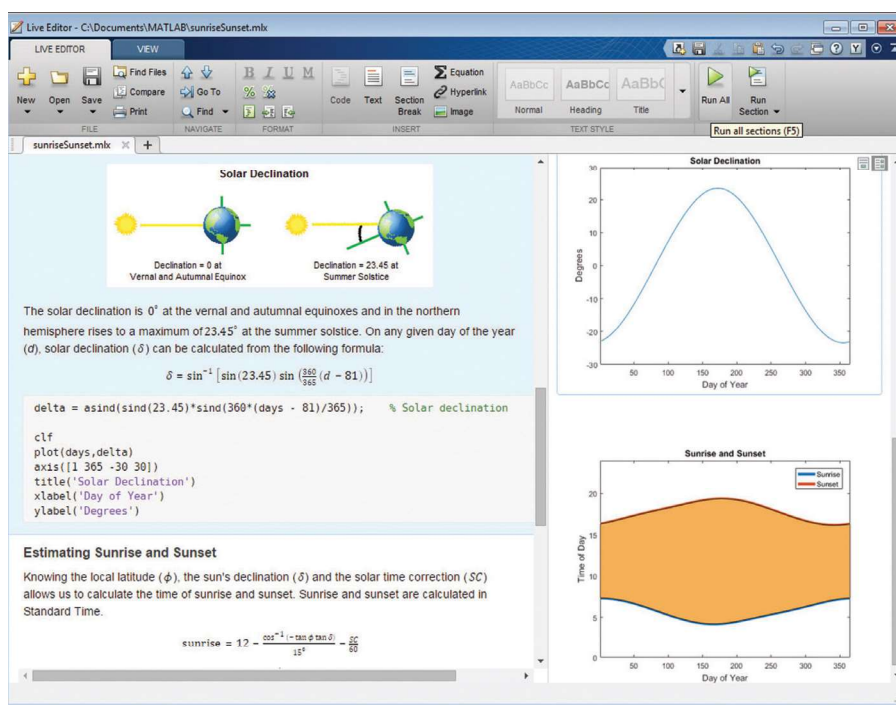 Live Editor - C:\Documents\MATLAB\sunriseSunset.mlx
LIVE EDITOR VIEW
New Open Save Find Files Compare Print
FILE
Go To Find
NAVIGATE
B I U M
FORMAT
Code Text Section Break Equation Hyperlink Image
INSERT
AaBbCc AaBbCc AaBb
Normal Heading Title
TEXT STYLE
Run All Run Section
Run all sections (F5)
sunriseSunset.mlx
Solar Declination
Declination = 0 at
Vernal and Autumnal Equinox
Declination = 23.45 at
Summer Solstice
The solar declination is 0° at the vernal and autumnal equinoxes and in the northern
hemisphere rises to a maximum of 23.45° at the summer solstice. On any given day of the year
(d), solar declination (δ) can be calculated from the following formula:
δ = sin⁻¹ [sin(23.45) sin (360/365 (d − 81))]
delta = asind(sind(23.45)*sind(360*(days - 81)/365)); % Solar declination
clf
plot(days,delta)
axis([1 365 -30 30])
title('Solar Declination')
xlabel('Day of Year')
ylabel('Degrees')
Estimating Sunrise and Sunset
Knowing the local latitude (ϕ), the sun's declination (δ) and the solar time correction (SC)
allows us to calculate the time of sunrise and sunset. Sunrise and sunset are calculated in
Standard Time.
sunrise = 12 − cos⁻¹(−tan ϕ tan δ)/15° − SC/60
Solar Declination
Degrees
30
20
10
0
-10
-20
-30
50 100 150 200 250 300 350
Day of Year
Sunrise and Sunset
Sunrise
Sunset
Time of Day
20
15
10
5
0
50 100 150 200 250 300 350
Day of Year